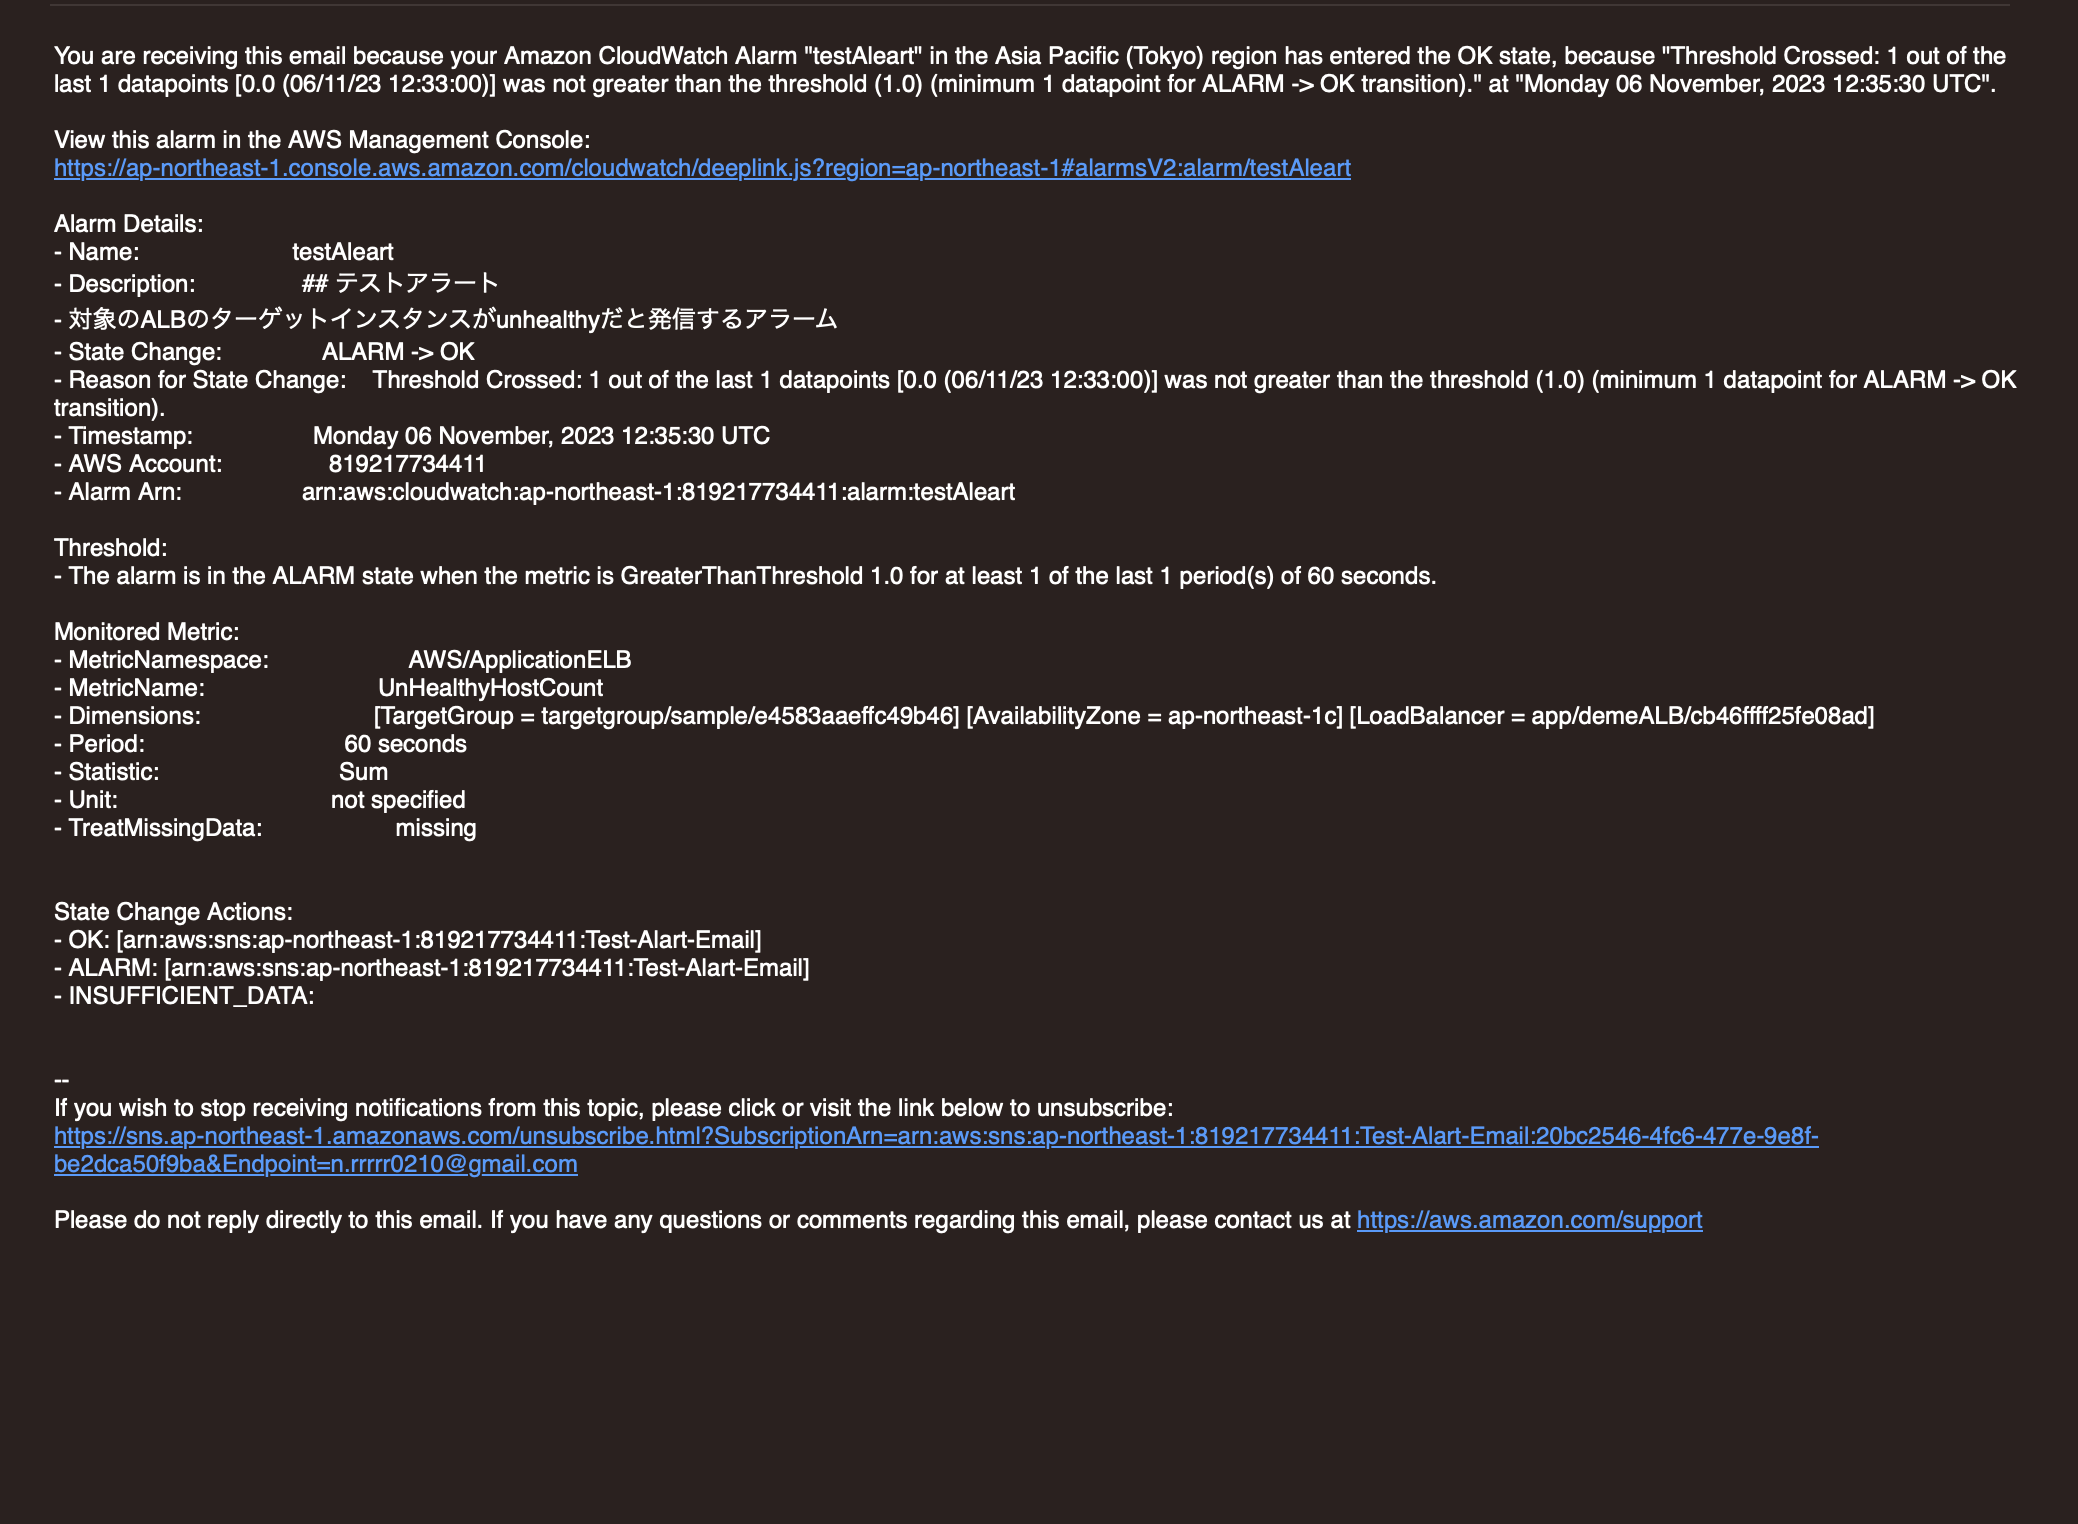 You are receiving this email because your Amazon CloudWatch Alarm "testAleart" in the Asia Pacific (Tokyo) region has entered the OK state, because "Threshold Crossed: 1 out of the
last 1 datapoints [0.0 (06/11/23 12:33:00)] was not greater than the threshold (1.0) (minimum 1 datapoint for ALARM -> OK transition)." at "Monday 06 November, 2023 12:35:30 UTC".
View this alarm in the AWS Management Console:
https://ap-northeast-1.console.aws.amazon.com/cloudwatch/deeplink.js?region=ap-northeast-1#alarmsV2:alarm/testAleart
Alarm Details:
- Name: testAleart
- Description: ## テストアラート
- 対象のALBのターゲットインスタンスがunhealthyだと発信するアラーム
- State Change: ALARM -> OK
- Reason for State Change: Threshold Crossed: 1 out of the last 1 datapoints [0.0 (06/11/23 12:33:00)] was not greater than the threshold (1.0) (minimum 1 datapoint for ALARM -> OK
transition).
- Timestamp: Monday 06 November, 2023 12:35:30 UTC
- AWS Account: 819217734411
- Alarm Arn: arn:aws:cloudwatch:ap-northeast-1:819217734411:alarm:testAleart
Threshold:
- The alarm is in the ALARM state when the metric is GreaterThanThreshold 1.0 for at least 1 of the last 1 period(s) of 60 seconds.
Monitored Metric:
- MetricNamespace: AWS/ApplicationELB
- MetricName: UnHealthyHostCount
- Dimensions: [TargetGroup = targetgroup/sample/e4583aaeffc49b46] [AvailabilityZone = ap-northeast-1c] [LoadBalancer = app/demeALB/cb46ffff25fe08ad]
- Period: 60 seconds
- Statistic: Sum
- Unit: not specified
- TreatMissingData: missing
State Change Actions:
- OK: [arn:aws:sns:ap-northeast-1:819217734411:Test-Alart-Email]
- ALARM: [arn:aws:sns:ap-northeast-1:819217734411:Test-Alart-Email]
- INSUFFICIENT_DATA:
--
If you wish to stop receiving notifications from this topic, please click or visit the link below to unsubscribe:
https://sns.ap-northeast-1.amazonaws.com/unsubscribe.html?SubscriptionArn=arn:aws:sns:ap-northeast-1:819217734411:Test-Alart-Email:20bc2546-4fc6-477e-9e8f-
be2dca50f9ba&Endpoint=n.rrrrr0210@gmail.com
Please do not reply directly to this email. If you have any questions or comments regarding this email, please contact us at https://aws.amazon.com/support